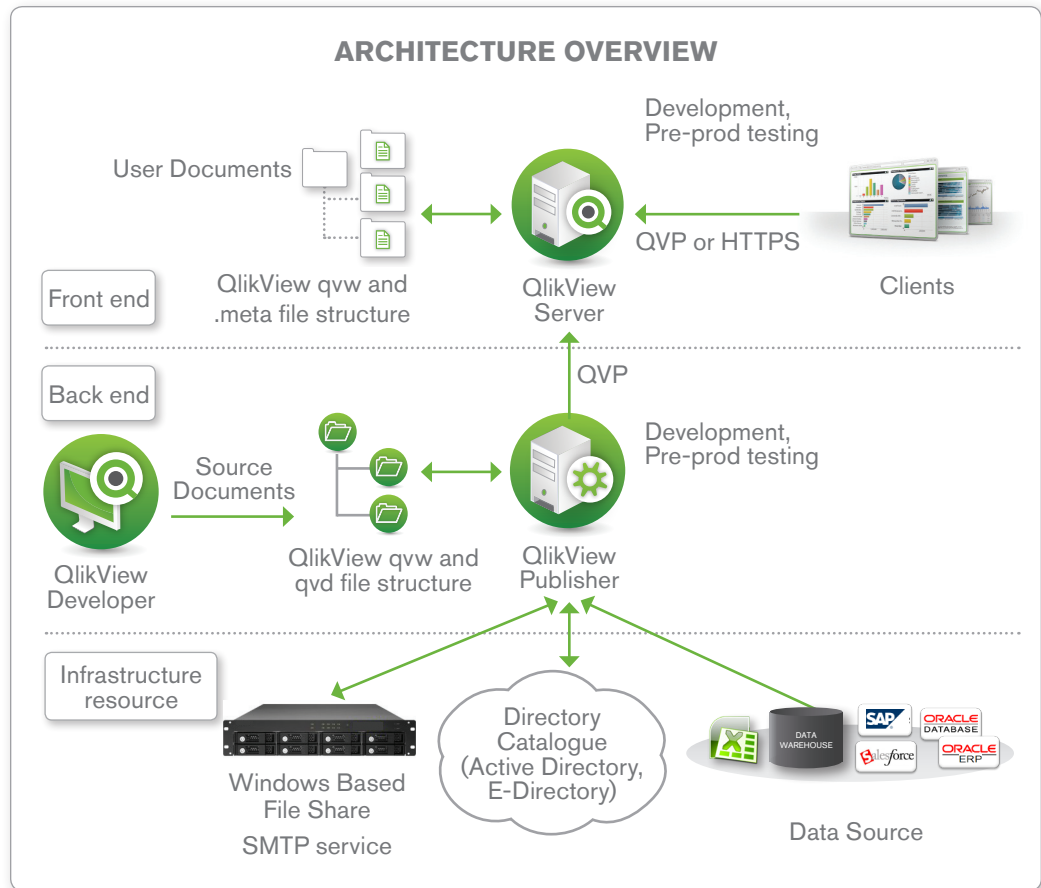 ARCHITECTURE OVERVIEW
Development,
Pre-prod testing
User Documents
QVP or HTTPS
QlikView qvw and
.meta file structure
QlikView
Server
Clients
Front end
QVP
Back end
Development,
Pre-prod testing
Source
Documents
QlikView
Developer
QlikView qvw and
qvd file structure
QlikView
Publisher
Infrastructure
resource
Windows Based
File Share
SMTP service
Directory
Catalogue
(Active Directory,
E-Directory)
DATA
WAREHOUSE
SAP
ORACLE
DATABASE
Salesforce
ORACLE
ERP
Data Source